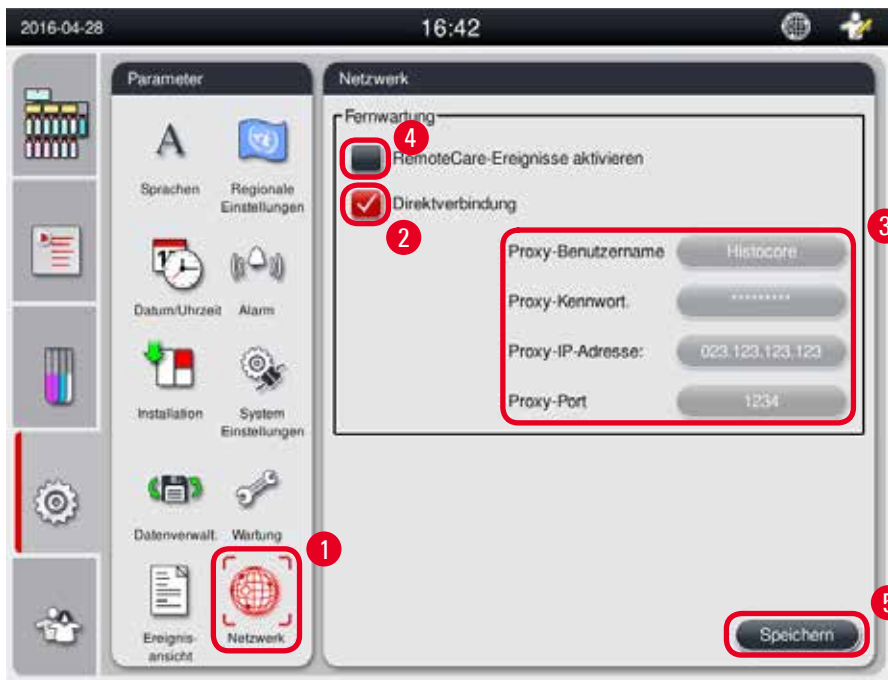 2016-04-28
16:42
Parameter
Sprachen
Regionale
Einstellungen
Datum/Uhrzeit
Alarm
Installation
System
Einstellungen
Datenverwalt.
Wartung
Ereignis-
ansicht
Netzwerk
1
Netzwerk
Fernwartung
4
RemoteCare-Ereignisse aktivieren
Direktverbindung
2
3
Proxy-Benutzername
Histocore
Proxy-Kennwort.
*********
Proxy-IP-Adresse:
023.123.123.123
Proxy-Port
1234
5
Speichern